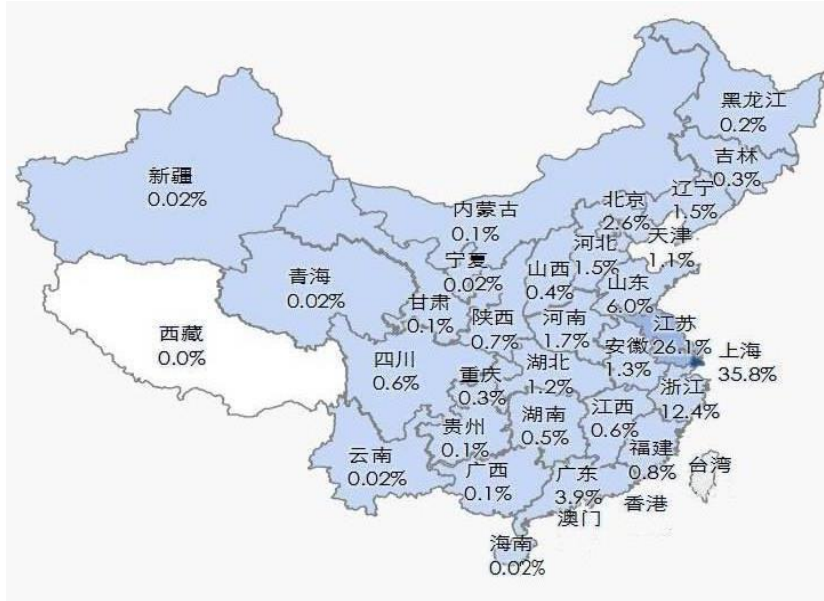 黑龙江
0.2%
吉林
0.3%
新疆
0.02%
辽宁
1.5%
北京
2.6%
内蒙古
0.1%
天津
1.1%
河北
1.5%
宁夏
0.02%
山西
0.4%
青海
0.02%
山东
6.0%
甘肃
0.1%
陕西
0.7%
河南
1.7%
江苏
26.1%
西藏
0.0%
安徽
1.3%
上海
35.8%
四川
0.6%
湖北
1.2%
重庆
0.3%
浙江
12.4%
湖南
0.5%
江西
0.6%
贵州
0.1%
福建
0.8%
云南
0.02%
台湾
广西
0.1%
广东
3.9%
香港
澳门
海南
0.02%